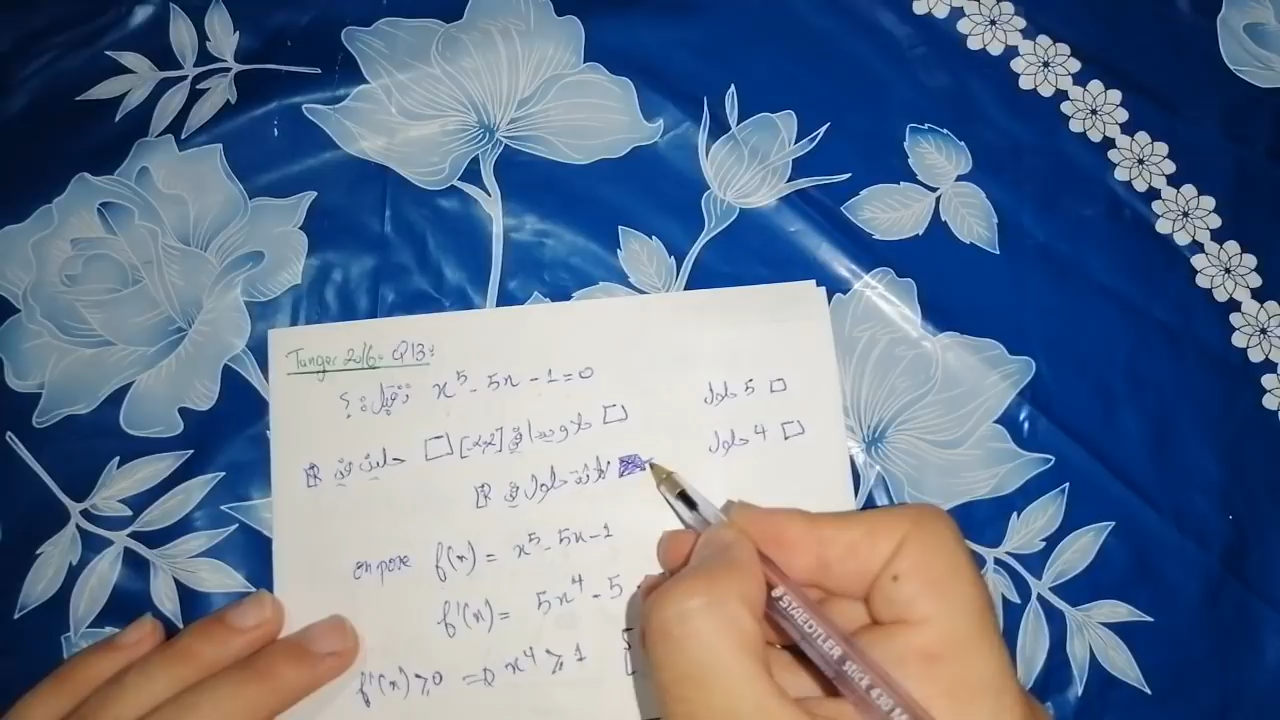 Tanger 2016: Q13:
x⁵ - 5x - 1 = 0 تقبل: ؟
□ 5 حلول
□ حلا وحيدا في [-2,2] □ حلين في ℝ
□ 4 حلول
ثلاثة حلول في ℝ
on pose f(x) = x⁵ - 5x - 1
f'(x) = 5x⁴ - 5
f'(x) ⩾ 0 => x⁴ ⩾ 1
STAEDTLER stick 430 M